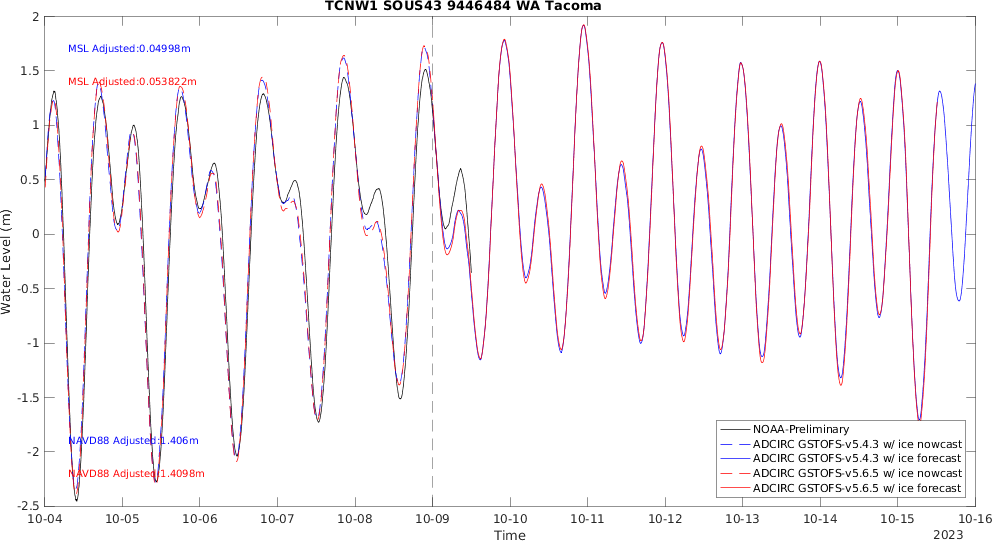 TCNW1 SOUS43 9446484 WA Tacoma
2
1.5
1
0.5
0
-0.5
-1
-1.5
-2
-2.5
Water Level (m)
MSL Adjusted:0.04998m
MSL Adjusted:0.053822m
NAVD88 Adjusted:1.406m
NAVD88 Adjusted:1.4098m
NOAA-Preliminary
ADCIRC GSTOFS-v5.4.3 w/ ice nowcast
ADCIRC GSTOFS-v5.4.3 w/ ice forecast
ADCIRC GSTOFS-v5.6.5 w/ ice nowcast
ADCIRC GSTOFS-v5.6.5 w/ ice forecast
10-04 10-05 10-06 10-07 10-08 10-09 10-10 10-11 10-12 10-13 10-14 10-15 10-16
Time
2023